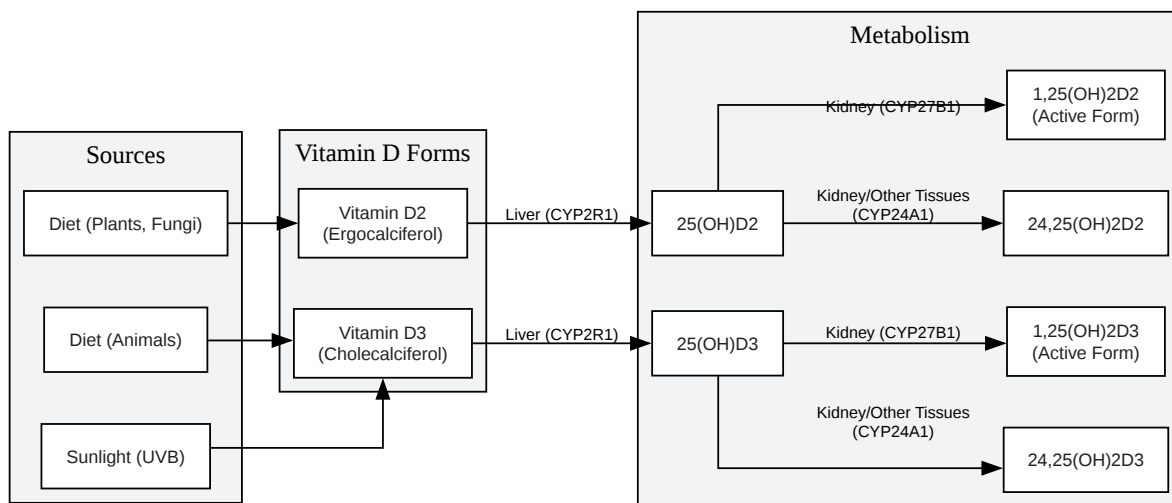 Sources
Diet (Plants, Fungi)
Diet (Animals)
Sunlight (UVB)
Vitamin D Forms
Vitamin D2
(Ergocalciferol)
Vitamin D3
(Cholecalciferol)
Liver (CYP2R1)
Liver (CYP2R1)
Metabolism
25(OH)D2
Kidney (CYP27B1)
1,25(OH)2D2
(Active Form)
Kidney/Other Tissues
(CYP24A1)
24,25(OH)2D2
25(OH)D3
Kidney (CYP27B1)
1,25(OH)2D3
(Active Form)
Kidney/Other Tissues
(CYP24A1)
24,25(OH)2D3